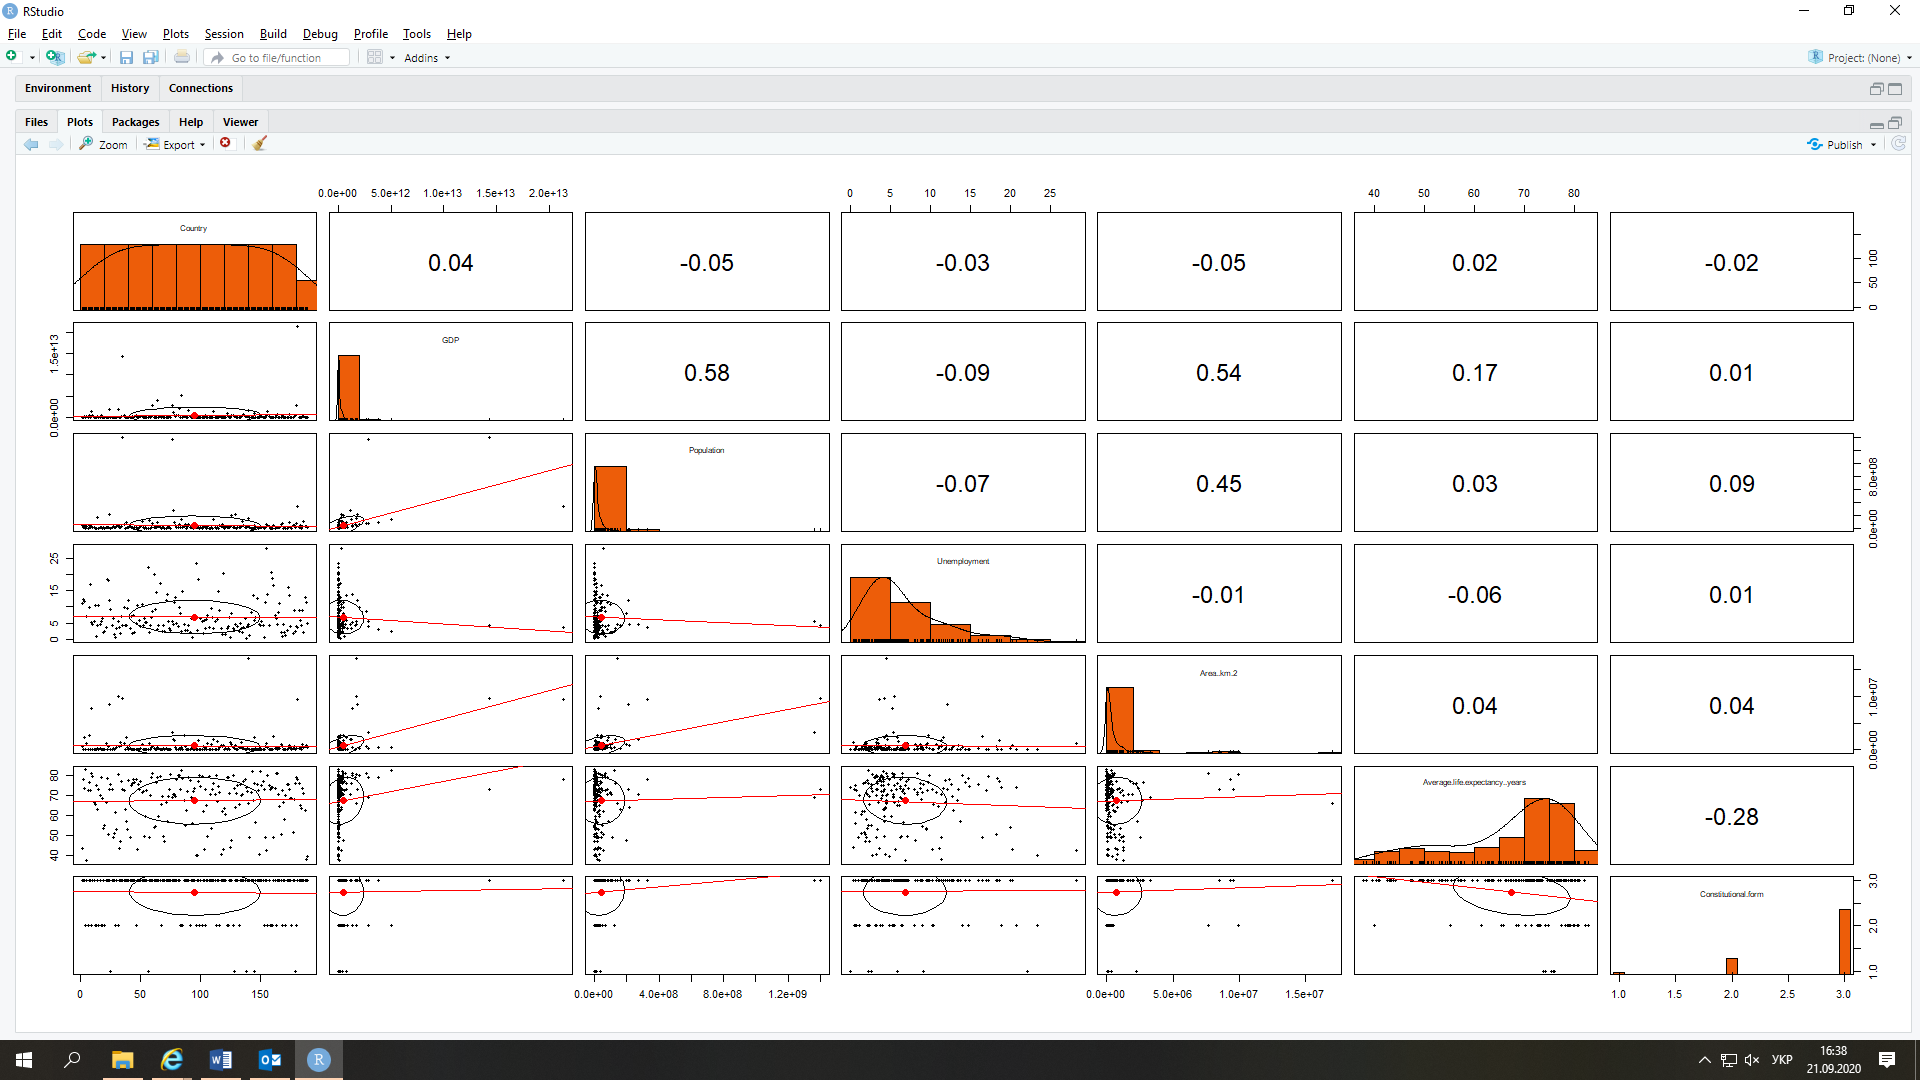 RStudio
File Edit Code View Plots Session Build Debug Profile Tools Help
Go to file/function Addins Project: (None)
Environment History Connections
Files Plots Packages Help Viewer
Zoom Export Publish
0.0e+00 5.0e+12 1.0e+13 1.5e+13 2.0e+13 0 5 10 15 20 25 40 50 60 70 80
Country 0.04 -0.05 -0.03 -0.05 0.02 -0.02 0 50 100
0.0e+00 1.5e+13 GDP 0.58 -0.09 0.54 0.17 0.01
Population -0.07 0.45 0.03 0.09 0.0e+00 8.0e+08
0 5 15 25 Unemployment -0.01 -0.06 0.01
Area..km.2 0.04 0.04 0.0e+00 1.0e+07
40 50 60 70 80 Average.life.expectancy..years -0.28
Constitutional.form 1.0 2.0 3.0
0 50 100 150 0.0e+00 4.0e+08 8.0e+08 1.2e+09 0.0e+00 5.0e+06 1.0e+07 1.5e+07 1.0 1.5 2.0 2.5 3.0
УКР 16:38
21.09.2020